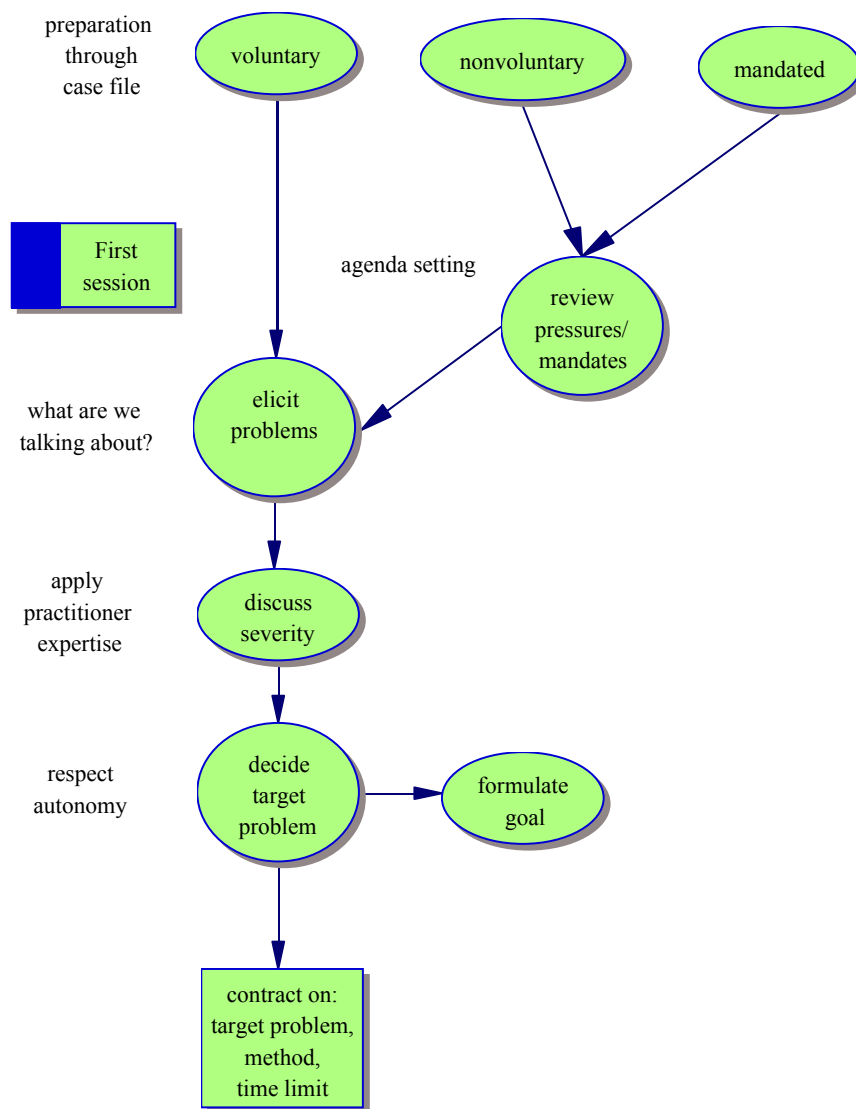 preparation
through
case file
voluntary
nonvoluntary
mandated
First
session
agenda setting
review
pressures/
mandates
what are we
talking about?
elicit
problems
apply
practitioner
expertise
discuss
severity
respect
autonomy
decide
target
problem
formulate
goal
contract on:
target problem,
method,
time limit